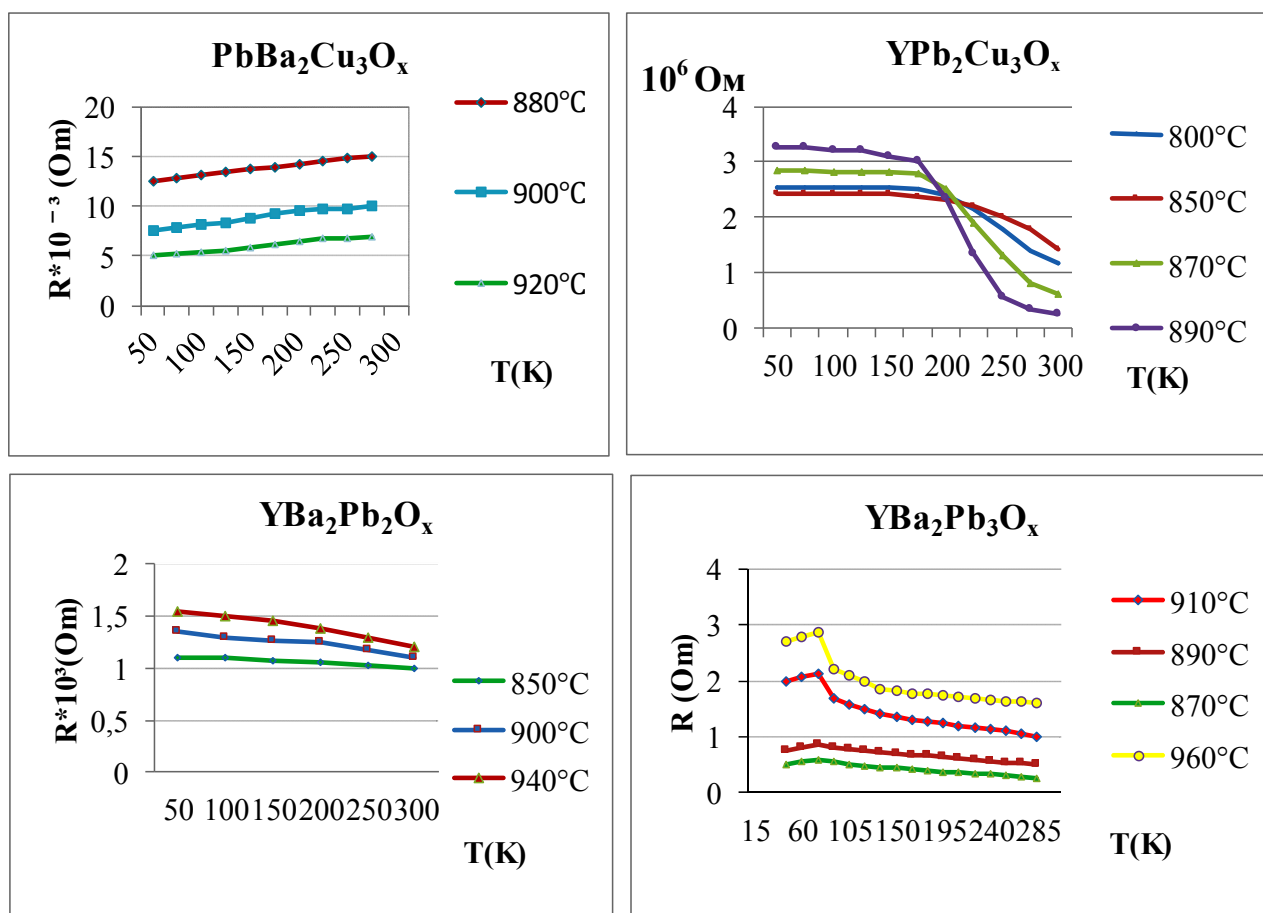 PbBa₂Cu₃Oₓ
R*10⁻³ (Om)
20
15
10
5
0
50
100
150
200
250
300
T(K)
880°C
900°C
920°C
YPb₂Cu₃Oₓ
10⁶ Ом
4
3
2
1
0
50 100 150 200 250 300
T(K)
800°C
850°C
870°C
890°C
YBa₂Pb₂Oₓ
R*10³(Om)
2
1,5
1
0,5
0
50 100 150 200 250 300
T(K)
850°C
900°C
940°C
YBa₂Pb₃Oₓ
R (Om)
4
3
2
1
0
15 60 105 150 195 240 285
T(K)
910°C
890°C
870°C
960°C